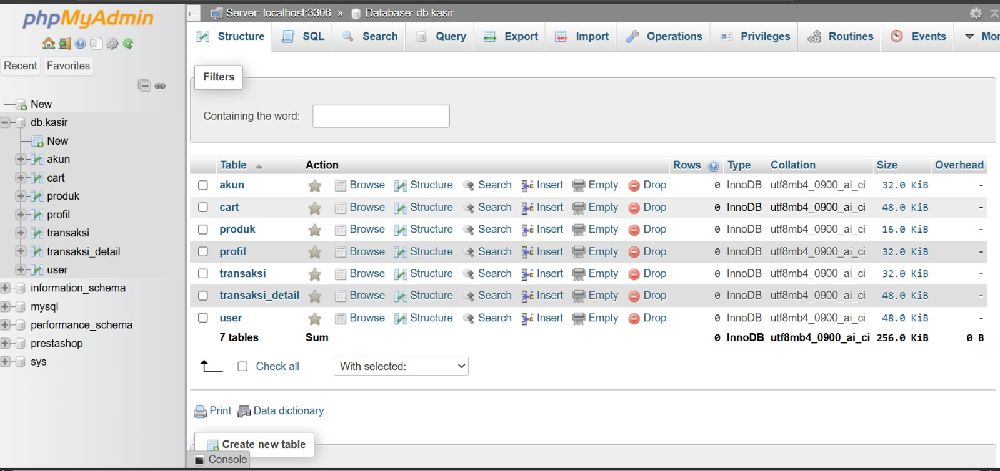 phpMyAdmin
Recent Favorites
New
db.kasir
New
akun
cart
produk
profil
transaksi
transaksi_detail
user
information_schema
mysql
performance_schema
prestashop
sys
Server: localhost:3306 » Database: db.kasir
Structure SQL Search Query Export Import Operations Privileges Routines Events Mor
Filters
Containing the word:
Table Action Rows Type Collation Size Overhead
akun Browse Structure Search Insert Empty Drop 0 InnoDB utf8mb4_0900_ai_ci 32.0 KiB -
cart Browse Structure Search Insert Empty Drop 0 InnoDB utf8mb4_0900_ai_ci 48.0 KiB -
produk Browse Structure Search Insert Empty Drop 0 InnoDB utf8mb4_0900_ai_ci 16.0 KiB -
profil Browse Structure Search Insert Empty Drop 0 InnoDB utf8mb4_0900_ai_ci 32.0 KiB -
transaksi Browse Structure Search Insert Empty Drop 0 InnoDB utf8mb4_0900_ai_ci 32.0 KiB -
transaksi_detail Browse Structure Search Insert Empty Drop 0 InnoDB utf8mb4_0900_ai_ci 48.0 KiB -
user Browse Structure Search Insert Empty Drop 0 InnoDB utf8mb4_0900_ai_ci 48.0 KiB -
7 tables Sum 0 InnoDB utf8mb4_0900_ai_ci 256.0 KiB 0 B
Check all With selected:
Print Data dictionary
Create new table
Console